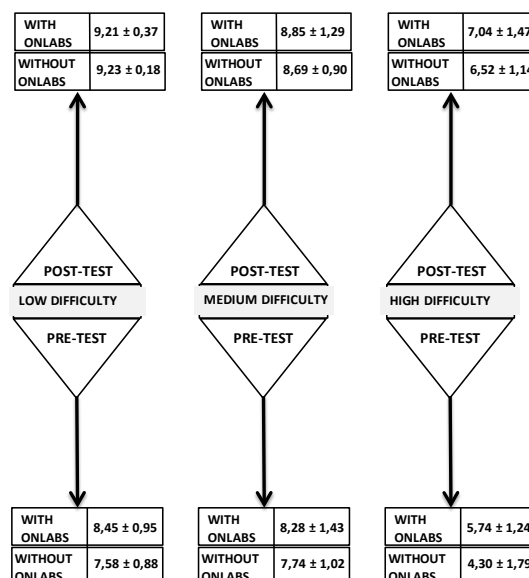 WITH ONLABS 9,21 ± 0,37
WITHOUT ONLABS 9,23 ± 0,18
WITH ONLABS 8,85 ± 1,29
WITHOUT ONLABS 8,69 ± 0,90
WITH ONLABS 7,04 ± 1,47
WITHOUT ONLABS 6,52 ± 1,14
POST-TEST
LOW DIFFICULTY
PRE-TEST
POST-TEST
MEDIUM DIFFICULTY
PRE-TEST
POST-TEST
HIGH DIFFICULTY
PRE-TEST
WITH ONLABS 8,45 ± 0,95
WITHOUT ONLABS 7,58 ± 0,88
WITH ONLABS 8,28 ± 1,43
WITHOUT ONLABS 7,74 ± 1,02
WITH ONLABS 5,74 ± 1,24
WITHOUT ONLABS 4,30 ± 1,79